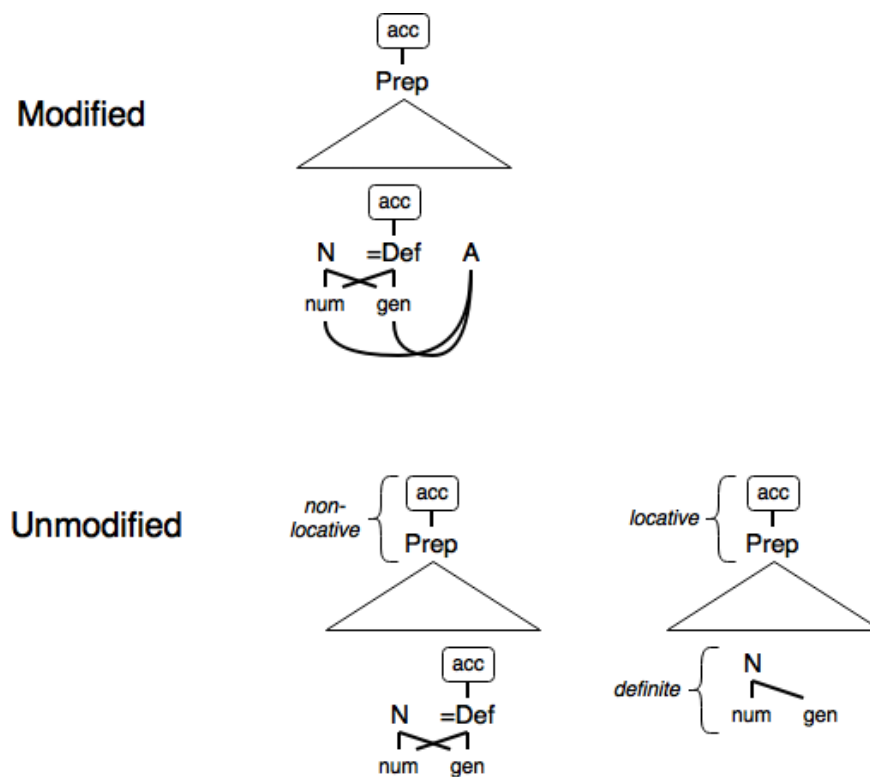 acc
Prep
Modified
acc
N =Def A
num gen
non-
locative
acc
Prep
locative
acc
Prep
Unmodified
acc
N =Def
num gen
definite
N
num gen